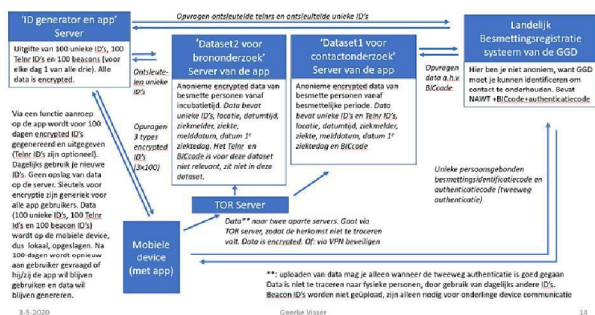 'ID generator en app' Server
Uitgifte van 100 unieke ID's, 100
Telnr ID's en 100 beacons (voor
elke dag 1 van alle drie). Alle
data is encrypted.
Opvragen ontsleutelde telnrs en ontsleutelde unieke ID's
Ontsleute-
len unieke
ID's
Opvragen
3 types
encrypted
ID's
(3x100)
'Dataset2 voor
brononderzoek'
Server van de app
Anonieme encrypted data van
besmette personen vanaf
incubatietijd. Data bevat
unieke ID's, locatie, datumtijd,
ziekmelder, ziekte,
melddatum, datum 1e
ziektedag. Het Telnr en
BICcode is voor deze dataset
niet relevant, zit niet in deze
dataset.
'Dataset1 voor
contactonderzoek'
Server van de app
Anonieme encrypted data van
besmette personen vanaf
besmettelijke periode. Data
bevat unieke ID's en Telnr ID's,
locatie, datumtijd, ziekmelder,
ziekte, melddatum, datum 1e
ziektedag en BICcode
Opvragen
data a.h.v.
BICcode
Landelijk
Besmettingsregistratie
systeem van de GGD
Hier ben je niet anoniem, want GGD
moet je kunnen identificeren om
contact te onderhouden. Bevat
NAWT +BICode+authenticatiecode
Via een functie aanroep
op de app wordt voor 100
dagen encrypted ID's
gegenereerd en uitgegeven
(Telnr ID's zijn optioneel).
Dagelijks gebruik je nieuwe
ID's. Geen opslag van data
op de server. Sleutels voor
encryptie zijn generiek voor
alle app gebruikers. Data
(100 unieke ID's, 100 Telnr
Id's en 100 beacon ID's)
wordt op de mobiele device,
dus lokaal, opgeslagen. Na
100 dagen wordt opnieuw
aan gebruiker gevraagd of
hij/zij de app wil blijven
gebruiken en data wil
blijven genereren.
TOR Server
Mobiele
device
(met app)
Data** naar twee aparte servers. Gaat via
TOR server, zodat de herkomst niet te traceren
valt. Data is encrypted. Of: via VPN beveiligen
Unieke persoonsgebonden
besmettingsidentificatiecode en
authenticatiecode (tweeweg
authenticatie)
**: uploaden van data mag je alleen wanneer de tweeweg authenticatie is goed gegaan
Data is niet te traceren naar fysieke personen, door gebruik van dagelijks andere ID's.
Beacon ID's worden niet geüpload, zijn alleen nodig voor onderlinge device communicatie
3-5-2020
Geerke Visser
14